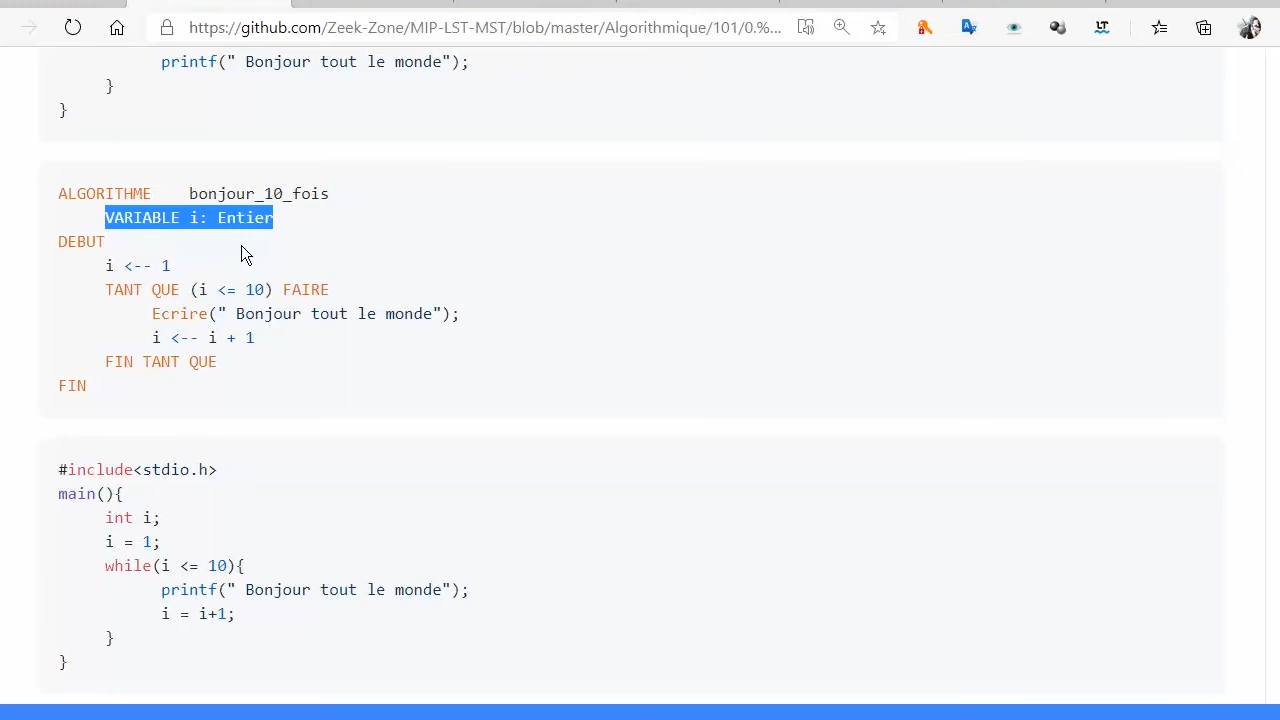 https://github.com/Zeek-Zone/MIP-LST-MST/blob/master/Algorithmique/101/0.%...
printf(" Bonjour tout le monde");
}
}
ALGORITHME bonjour_10_fois
VARIABLE i: Entier
DEBUT
i <-- 1
TANT QUE (i <= 10) FAIRE
Ecrire(" Bonjour tout le monde");
i <-- i + 1
FIN TANT QUE
FIN
#include<stdio.h>
main(){
int i;
i = 1;
while(i <= 10){
printf(" Bonjour tout le monde");
i = i+1;
}
}